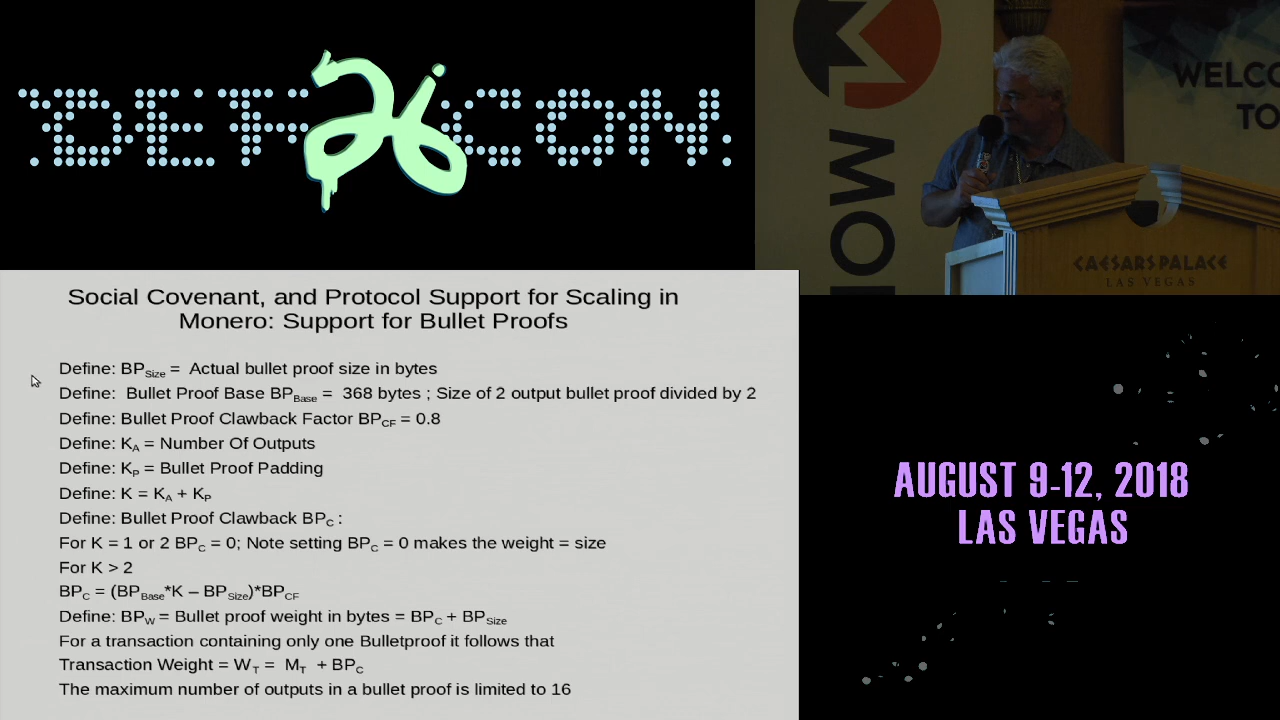 DEF 26 CON
WELCO
TO
MON
CAESARS PALACE
LAS VEGAS
Social Covenant, and Protocol Support for Scaling in
Monero: Support for Bullet Proofs
Define: BPSize = Actual bullet proof size in bytes
Define: Bullet Proof Base BPBase = 368 bytes ; Size of 2 output bullet proof divided by 2
Define: Bullet Proof Clawback Factor BPCF = 0.8
Define: KA = Number Of Outputs
Define: KP = Bullet Proof Padding
Define: K = KA + KP
Define: Bullet Proof Clawback BPC :
For K = 1 or 2 BPC = 0; Note setting BPC = 0 makes the weight = size
For K > 2
BPC = (BPBase*K – BPSize)*BPCF
Define: BPW = Bullet proof weight in bytes = BPC + BPSize
For a transaction containing only one Bulletproof it follows that
Transaction Weight = WT = MT + BPC
The maximum number of outputs in a bullet proof is limited to 16
AUGUST 9-12, 2018
LAS VEGAS